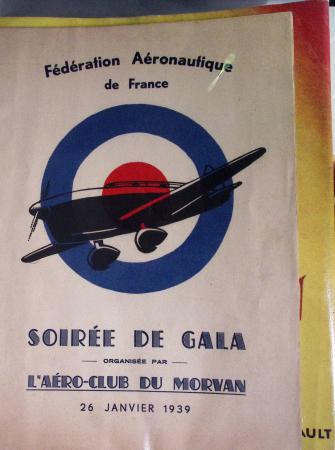 Fédération Aéronautique
de France
SOIRÉE DE GALA
ORGANISÉE PAR
L'AÉRO-CLUB DU MORVAN
26 JANVIER 1939
AULT